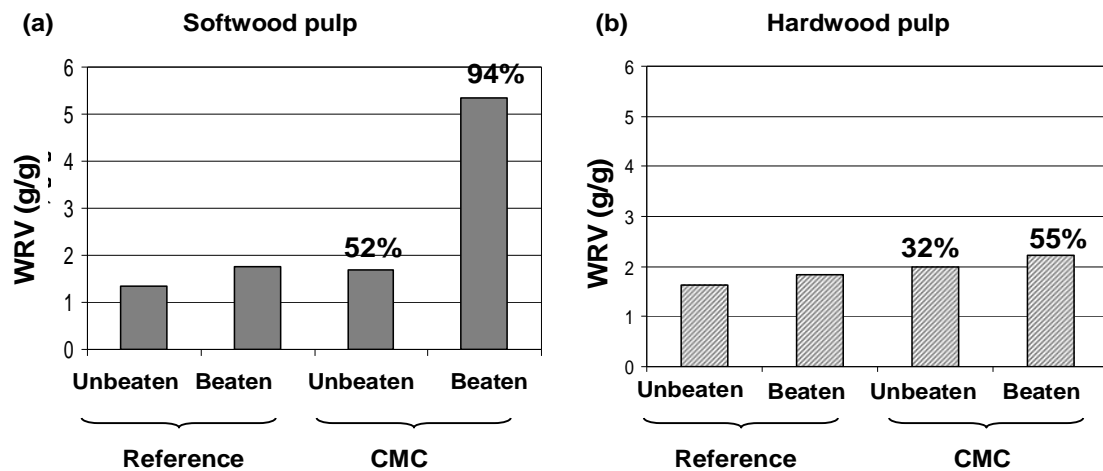 (a) Softwood pulp
WRV (g/g)
6
5
4
3
2
1
0
94%
52%
Unbeaten Beaten Unbeaten Beaten
Reference CMC
(b) Hardwood pulp
WRV (g/g)
6
5
4
3
2
1
0
32% 55%
Unbeaten Beaten Unbeaten Beaten
Reference CMC